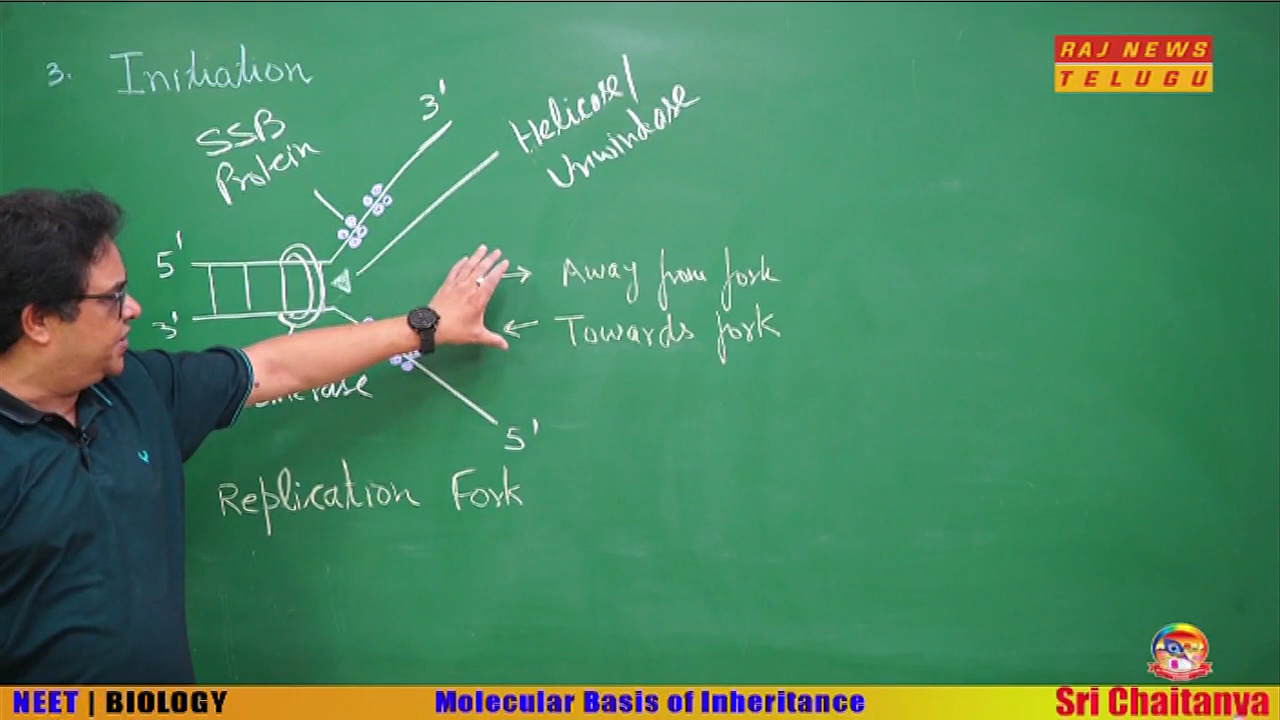 3. Initiation
RAJ NEWS
TELUGU
SSB
Protein
3'
Helicase/
Unwindase
5'
3'
→ Away from fork
← Towards fork
5'
Replication Fork
NEET | BIOLOGY
Molecular Basis of Inheritance
Sri Chaitanya